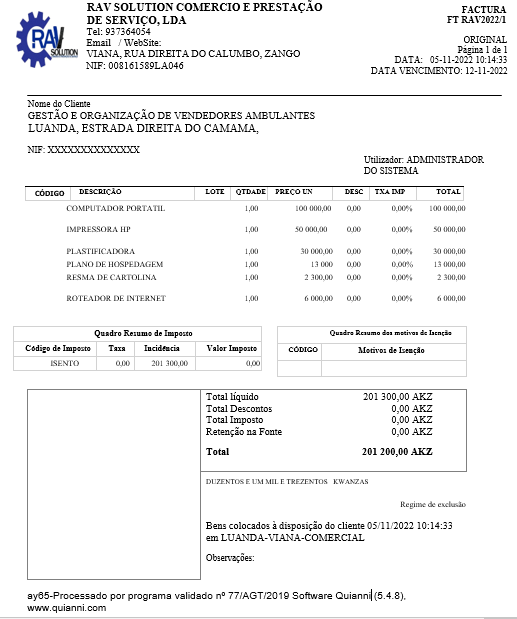 RAV
SOLUTION
RAV SOLUTION COMERCIO E PRESTAÇÃO
DE SERVIÇO, LDA
Tel: 937364054
Email / WebSite:
VIANA, RUA DIREITA DO CALUMBO, ZANGO
NIF: 008161589LA046
FACTURA
FT RAV2022/1
ORIGINAL
Página 1 de 1
DATA: 05-11-2022 10:14:33
DATA VENCIMENTO: 12-11-2022
Nome do Cliente
GESTÃO E ORGANIZAÇÃO DE VENDEDORES AMBULANTES
LUANDA, ESTRADA DIREITA DO CAMAMA,
NIF: XXXXXXXXXXXXXX
Utilizador: ADMINISTRADOR
DO SISTEMA
CÓDIGO DESCRIÇÃO LOTE QTDADE PREÇO UN DESC TXA IMP TOTAL
COMPUTADOR PORTATIL 1,00 100 000,00 0,00 0,00% 100 000,00
IMPRESSORA HP 1,00 50 000,00 0,00 0,00% 50 000,00
PLASTIFICADORA 1,00 30 000,00 0,00 0,00% 30 000,00
PLANO DE HOSPEDAGEM 1,00 13 000 0,00 0,00% 13 000,00
RESMA DE CARTOLINA 1,00 2 300,00 0,00 0,00% 2 300,00
ROTEADOR DE INTERNET 1,00 6 000,00 0,00 0,00% 6 000,00
Quadro Resumo de Imposto
Código de Imposto Taxa Incidência Valor Imposto
ISENTO 0,00 201 300,00 0,00
Quadro Resumo dos motivos de Isenção
CÓDIGO Motivos de Isenção
Total líquido 201 300,00 AKZ
Total Descontos 0,00 AKZ
Total Imposto 0,00 AKZ
Retenção na Fonte 0,00 AKZ
Total 201 200,00 AKZ
DUZENTOS E UM MIL E TREZENTOS KWANZAS
Regime de exclusão
Bens colocados à disposição do cliente 05/11/2022 10:14:33
em LUANDA-VIANA-COMERCIAL
Observações:
ay65-Processado por programa validado nº 77/AGT/2019 Software Quianni (5.4.8),
www.quianni.com